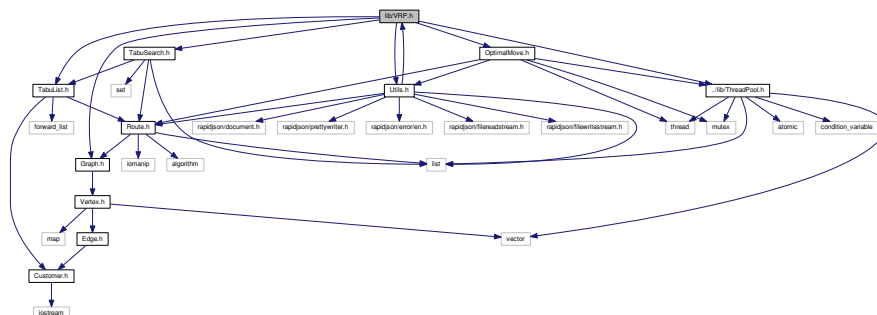 lib/VRP.h
TabuSearch.h
OptimalMove.h
TabuList.h
set
Utils.h
../lib/ThreadPool.h
forward_list
Route.h
rapidjson/document.h
rapidjson/prettywriter.h
rapidjson/error/en.h
rapidjson/filereadstream.h
rapidjson/filewritestream.h
thread
mutex
atomic
condition_variable
Graph.h
iomanip
algorithm
list
Vertex.h
map
Edge.h
vector
Customer.h
iostream